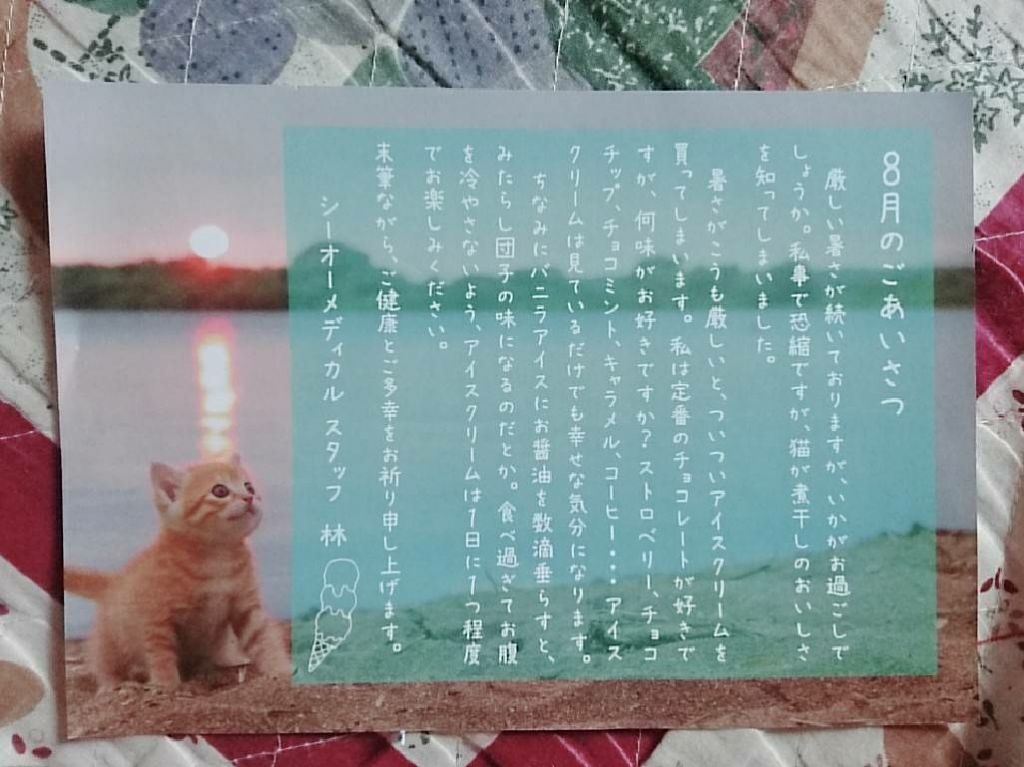 8月のごあいさつ
厳しい暑さが続いておりますが、いかがお過ごしで
しょうか。私事で恐縮ですが、猫が煮干しのおいしさ
を知ってしまいました。
暑さがこうも厳しいと、ついついアイスクリームを
買ってしまいます。私は定番のチョコレートが好きで
すが、何味がお好きですか？ストロベリー、チョコ
チップ、チョコミント、キャラメル、コーヒー・・・アイス
クリームは見ているだけでも幸せな気分になります。
ちなみにバニラアイスにお醤油を数滴垂らすと、
みたらし団子の味になるのだとか。食べ過ぎてお腹
を冷やさないよう、アイスクリームは1日に1つ程度
でお楽しみください。
末筆ながら、ご健康とご多幸をお祈り申し上げます。
シーオーメディカル スタッフ 林